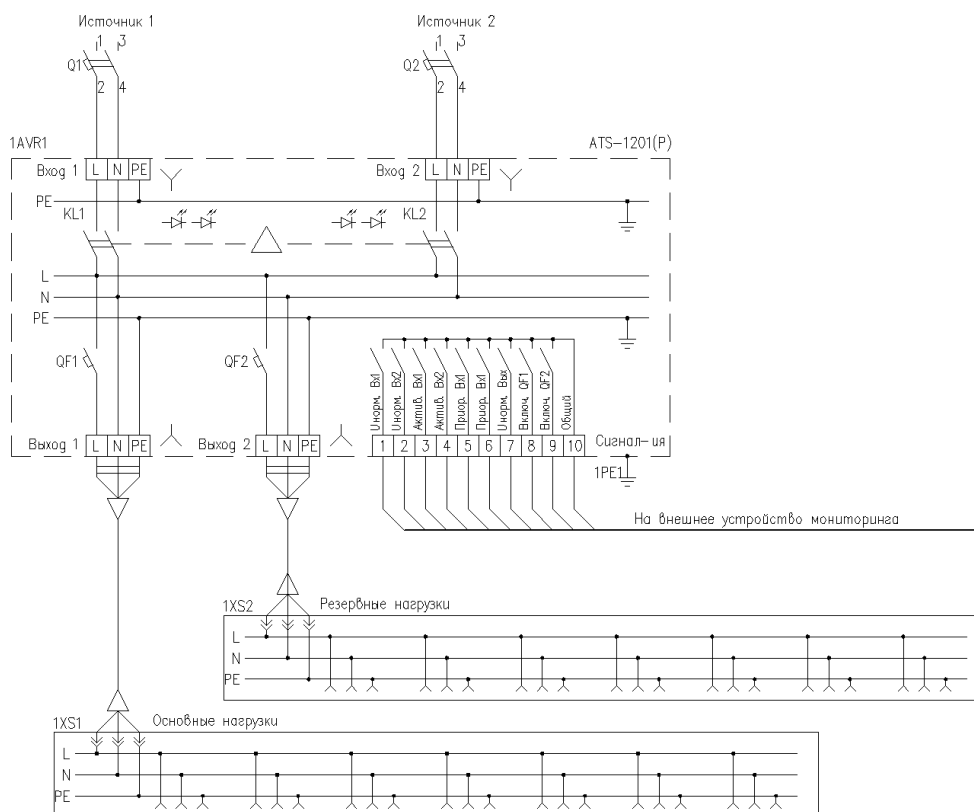 Источник 1
Источник 2
1 3
1 3
Q1
Q2
2 4
2 4
1AVR1
ATS-1201(P)
Вход 1 L N PE
Вход 2 L N PE
PE
KL1
KL2
L
N
PE
QF1
QF2
Uнорм. Вх1
Uнорм. Вх2
Актив. Вх1
Актив. Вх2
Приор. Вх1
Приор. Вх1
Uнорм. Вых
Включ. QF1
Включ. QF2
Общий
Выход 1 L N PE
Выход 2 L N PE
1 2 3 4 5 6 7 8 9 10
Сигнал-ия
1PE1
На внешнее устройство мониторинга
1XS2
Резервные нагрузки
L
N
PE
1XS1
Основные нагрузки
L
N
PE